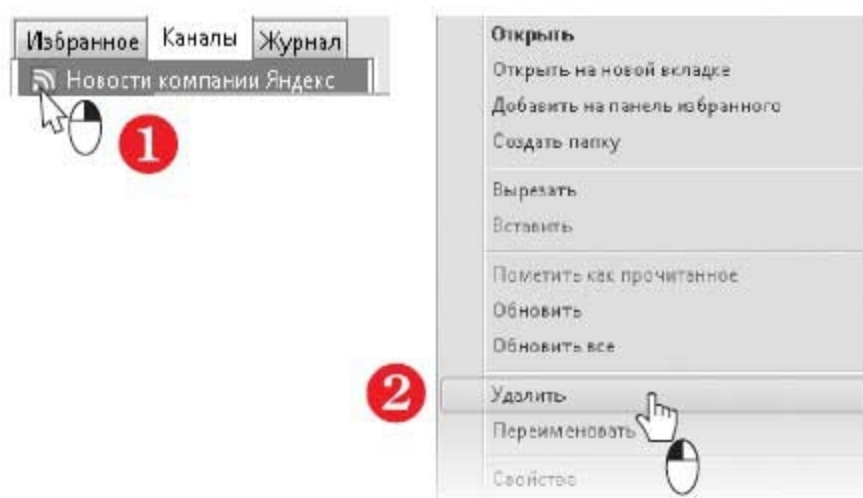 Избранное Каналы Журнал
Новости компании Яндекс
1
Открыть
Открыть на новой вкладке
Добавить на панель избранного
Создать папку
Вырезать
Вставить
Пометить как прочитанное
Обновить
Обновить все
2
Удалить
Переименовать
Свойства